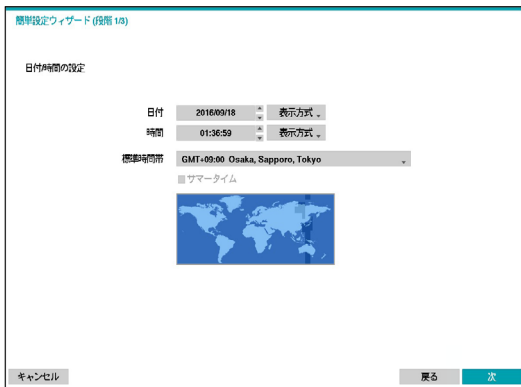 簡単設定ウィザード (段階 1/3)
日付/時間の設定
日付 2016/09/18 表示方式
時間 01:36:59 表示方式
標準時間帯 GMT+09:00 Osaka, Sapporo, Tokyo
サマータイム
キャンセル 戻る 次